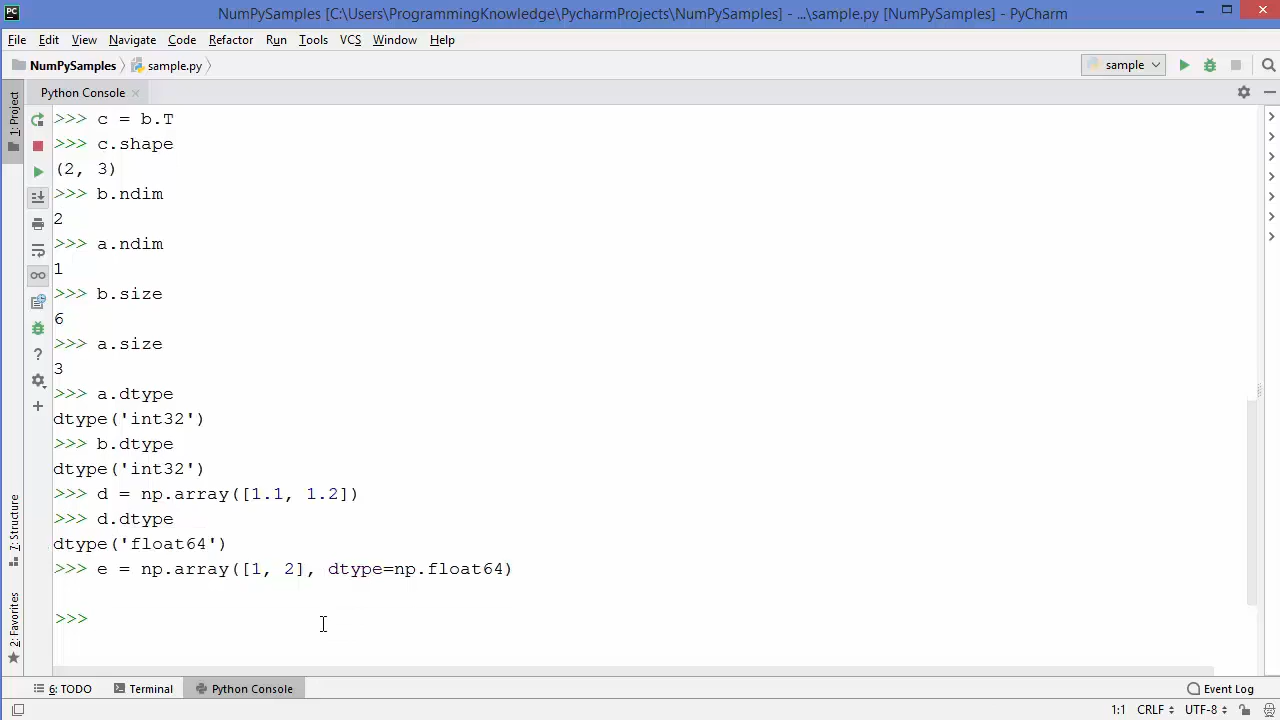 PC NumPySamples [C:\Users\ProgrammingKnowledge\PycharmProjects\NumPySamples] - ...\sample.py [NumPySamples] - PyCharm
File Edit View Navigate Code Refactor Run Tools VCS Window Help
NumPySamples sample.py sample
1: Project
Python Console
>>> c = b.T
>>> c.shape
(2, 3)
>>> b.ndim
2
>>> a.ndim
1
>>> b.size
6
>>> a.size
3
>>> a.dtype
dtype('int32')
>>> b.dtype
dtype('int32')
>>> d = np.array([1.1, 1.2])
>>> d.dtype
dtype('float64')
>>> e = np.array([1, 2], dtype=np.float64)
>>>
7: Structure
2: Favorites
6: TODO Terminal Python Console Event Log
1:1 CRLF UTF-8